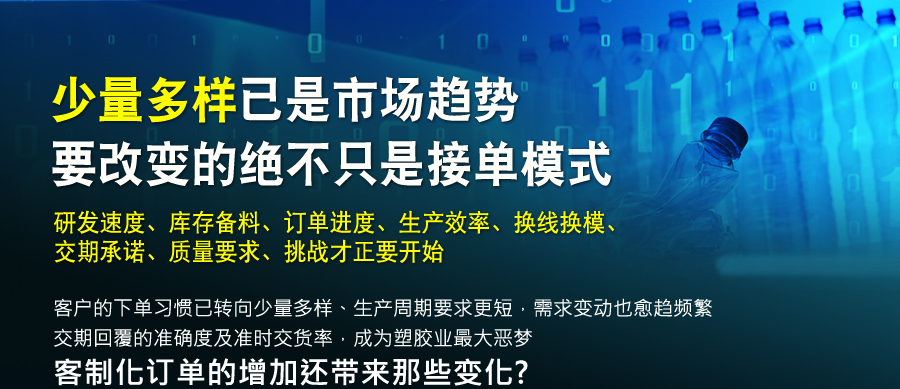 少量多样已是市场趋势
要改变的绝不只是接单模式
研发速度、库存备料、订单进度、生产效率、换线换模、
交期承诺、质量要求、挑战才正要开始
客户的下单习惯已转向少量多样、生产周期要求更短，需求变动也愈趋频繁
交期回覆的准确度及准时交货率，成为塑胶业最大恶梦
客制化订单的增加还带来那些变化?